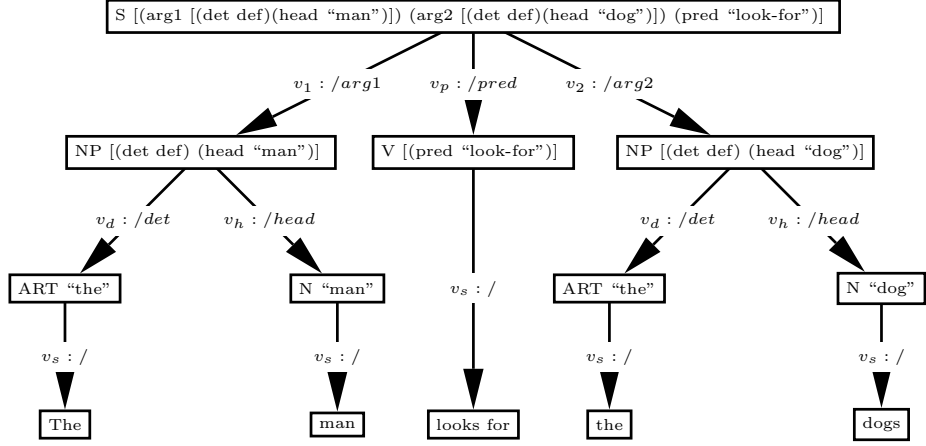 S [(arg1 [(det def)(head “man”)]) (arg2 [(det def)(head “dog”)]) (pred “look-for”)]
v1 : /arg1 vp : /pred v2 : /arg2
NP [(det def) (head “man”)] V [(pred “look-for”)] NP [(det def) (head “dog”)]
vd : /det vh : /head vd : /det vh : /head
ART “the” N “man” vs : / ART “the” N “dog”
vs : / vs : / vs : / vs : /
The man looks for the dogs